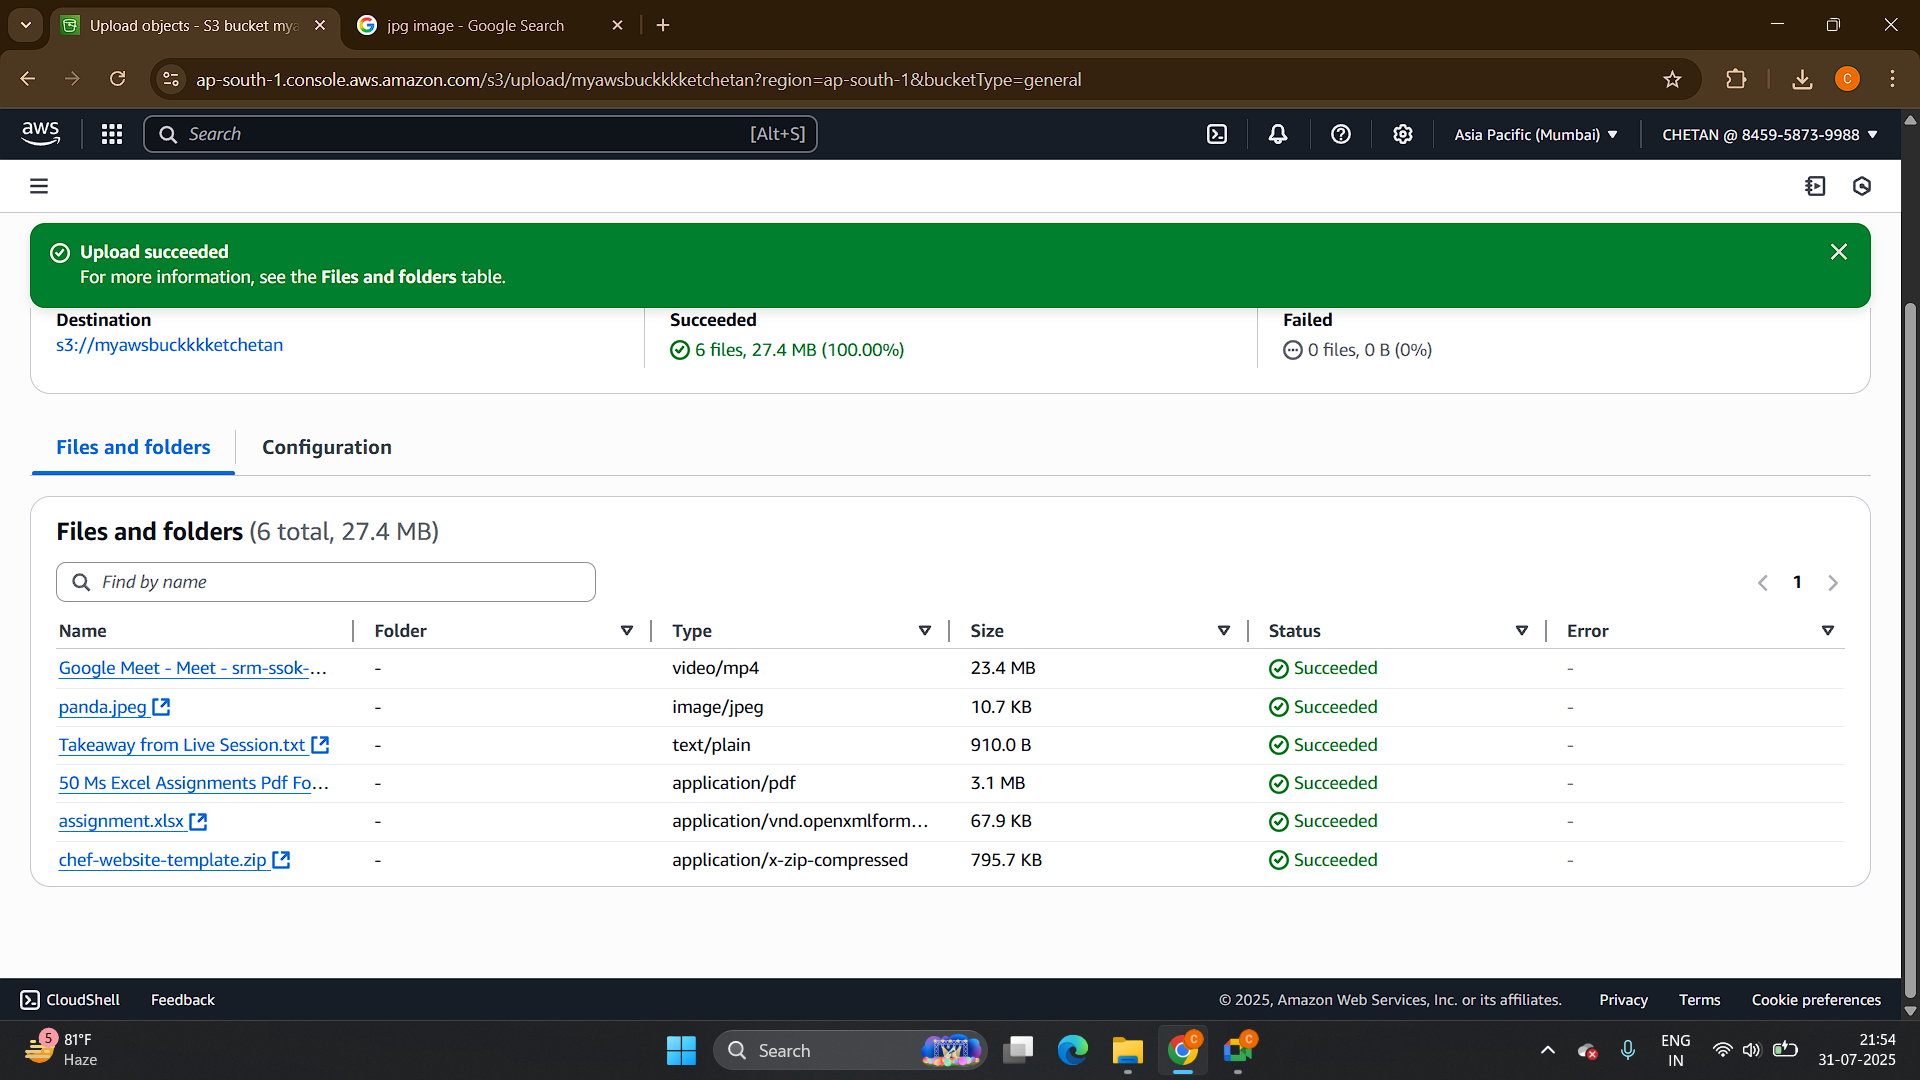 Upload objects - S3 bucket mya
jpg image - Google Search
ap-south-1.console.aws.amazon.com/s3/upload/myawsbuckkkketchetan?region=ap-south-1&bucketType=general
C
aws
Search
[Alt+S]
Asia Pacific (Mumbai)
CHETAN @ 8459-5873-9988
Upload succeeded
For more information, see the Files and folders table.
Destination
Succeeded
Failed
s3://myawsbuckkkketchetan
6 files, 27.4 MB (100.00%)
0 files, 0 B (0%)
Files and folders
Configuration
Files and folders (6 total, 27.4 MB)
Find by name
1
Name Folder Type Size Status Error
Google Meet - Meet - srm-ssok-... - video/mp4 23.4 MB Succeeded -
panda.jpeg - image/jpeg 10.7 KB Succeeded -
Takeaway from Live Session.txt - text/plain 910.0 B Succeeded -
50 Ms Excel Assignments Pdf Fo... - application/pdf 3.1 MB Succeeded -
assignment.xlsx - application/vnd.openxmlform... 67.9 KB Succeeded -
chef-website-template.zip - application/x-zip-compressed 795.7 KB Succeeded -
CloudShell
Feedback
© 2025, Amazon Web Services, Inc. or its affiliates.
Privacy
Terms
Cookie preferences
5
81°F
Haze
Search
C
C
ENG
IN
21:54
31-07-2025